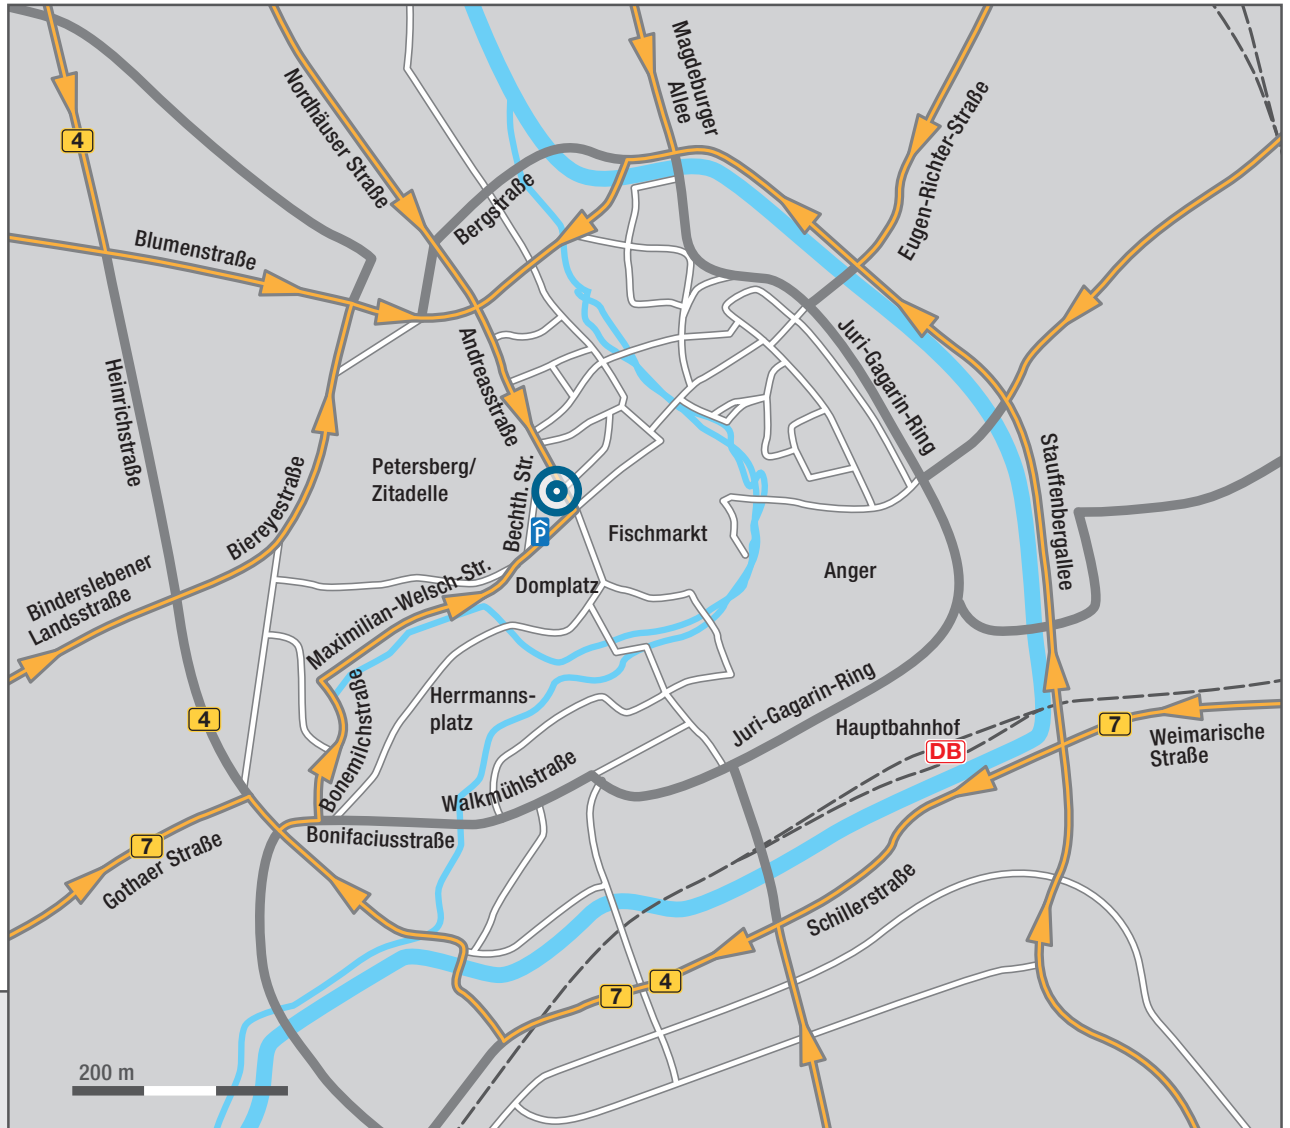 Magdeburger
Allee
Nordhäuser Straße
Eugen-Richter-Straße
4
Bergstraße
Blumenstraße
Juri-Gagarin-Ring
Andreasstraße
Heinrichstraße
Stauffenbergallee
Petersberg/
Zitadelle
Bechth. Str.
Biereyestraße
P
Fischmarkt
Anger
Domplatz
Binderslebener
Landsstraße
Maximilian-Welsch-Str.
Herrmanns-
platz
Bonemilchstraße
Juri-Gagarin-Ring
4
Hauptbahnhof
DB
7
Weimarische
Straße
Walkmühlstraße
Bonifaciusstraße
7
Gothaer Straße
Schillerstraße
7
4
200 m